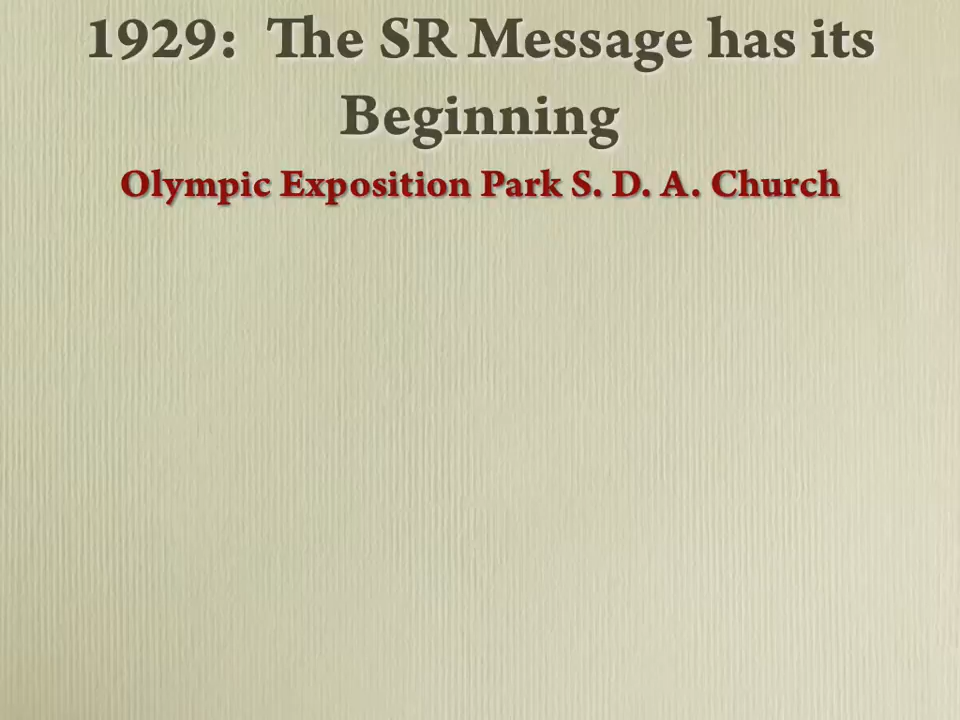 1929:  The SR Message has its
Beginning
Olympic Exposition Park S. D. A. Church